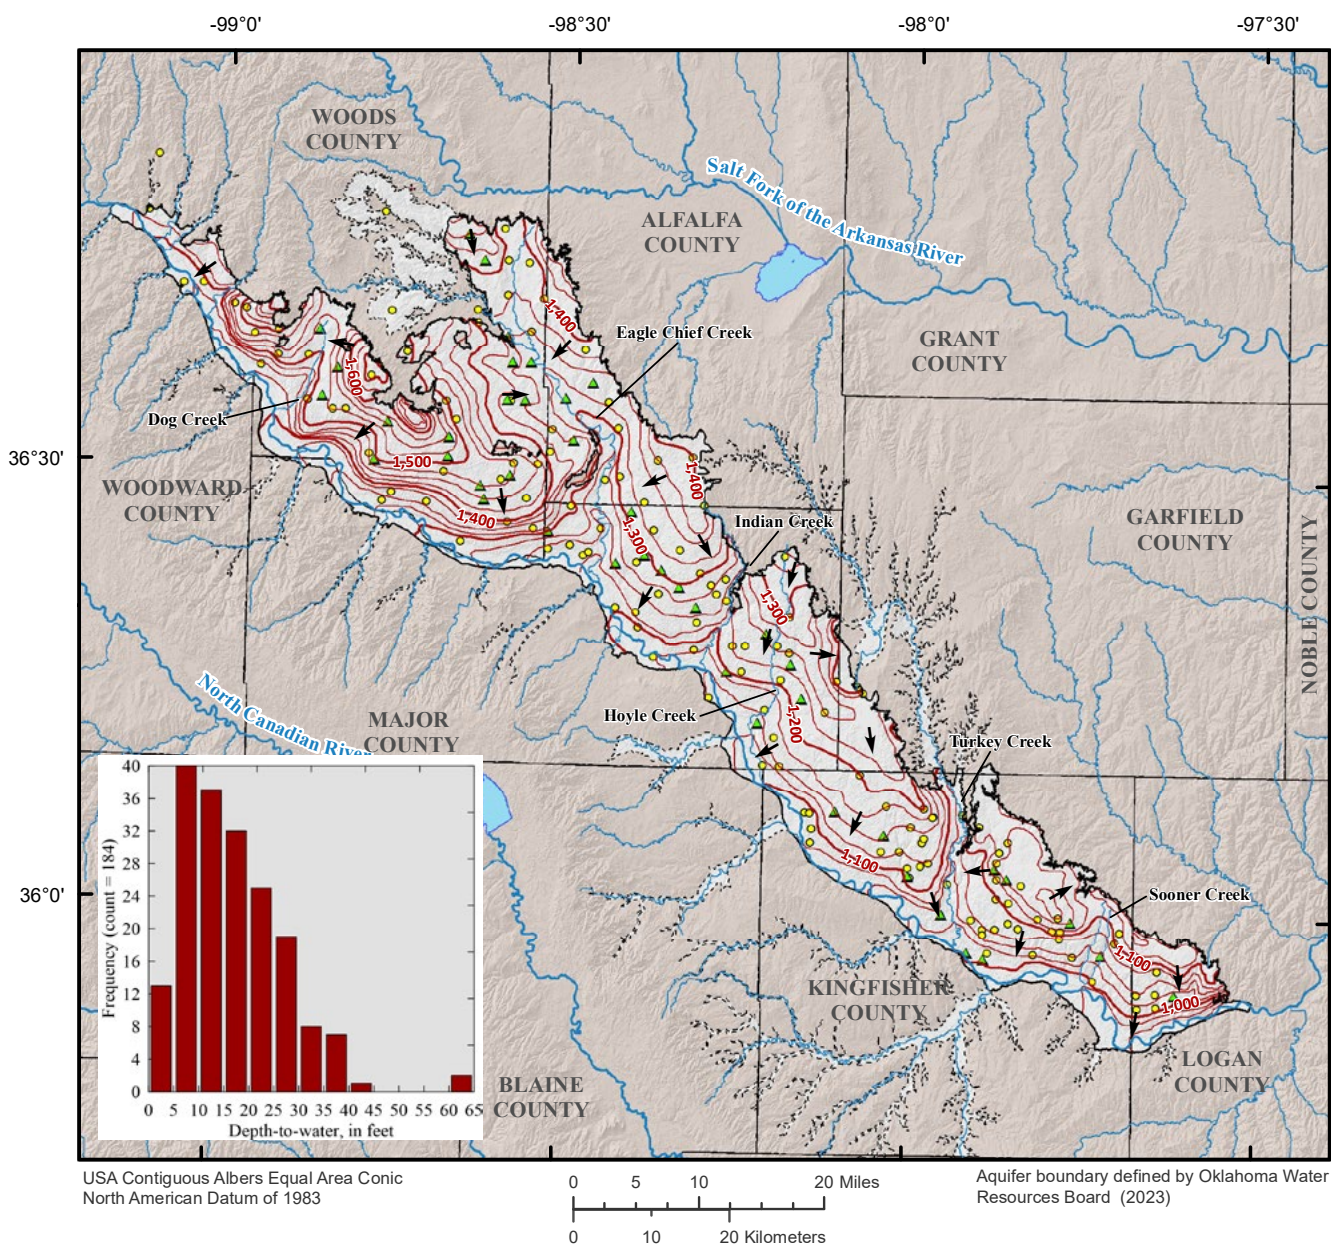 -99°0'
-98°30'
-98°0'
-97°30'
WOODS
COUNTY
Salt Fork of the Arkansas River
ALFALFA
COUNTY
1,400
Eagle Chief Creek
GRANT
COUNTY
1,600
Dog Creek
36°30'
1,500
1,400
WOODWARD
COUNTY
1,400
Indian Creek
GARFIELD
COUNTY
NOBLE COUNTY
1,300
1,300
North Canadian River
MAJOR
COUNTY
Hoyle Creek
1,200
Turkey Creek
1,100
36°0'
Sooner Creek
1,100
KINGFISHER
COUNTY
1,000
LOGAN
COUNTY
BLAINE
COUNTY
Frequency (count = 184)
40
36
32
28
24
20
16
12
8
4
0
0 5 10 15 20 25 30 35 40 45 50 55 60 65
Depth-to-water, in feet
USA Contiguous Albers Equal Area Conic
North American Datum of 1983
0 5 10 20 Miles
0 10 20 Kilometers
Aquifer boundary defined by Oklahoma Water
Resources Board (2023)